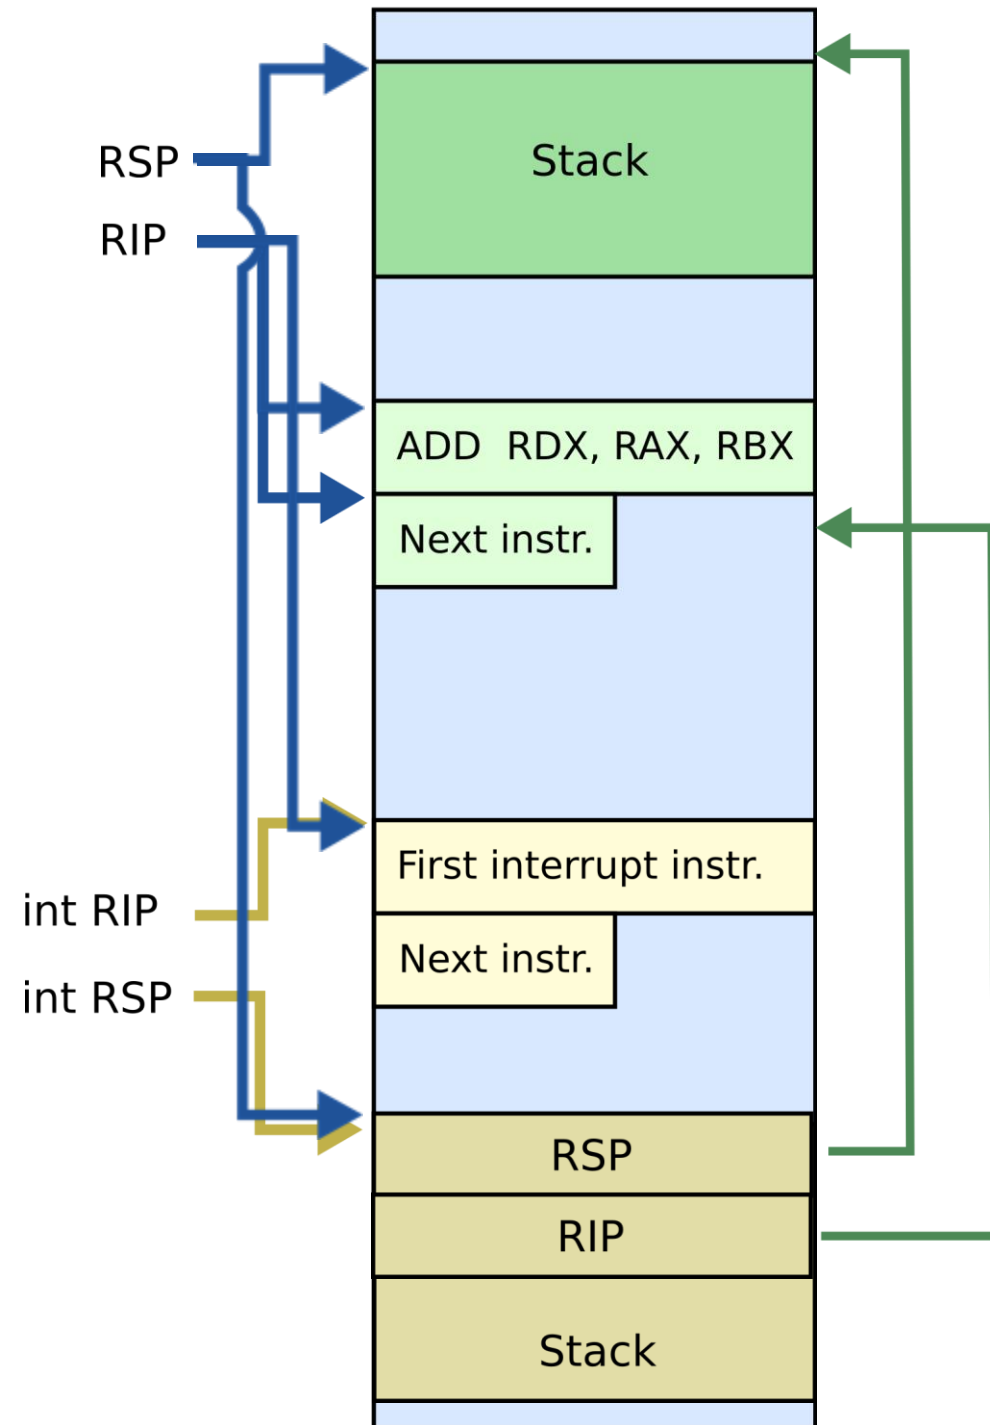 RSP
RIP
Stack
ADD  RDX, RAX, RBX
Next instr.
First interrupt instr.
int RIP
Next instr.
int RSP
RSP
RIP
Stack